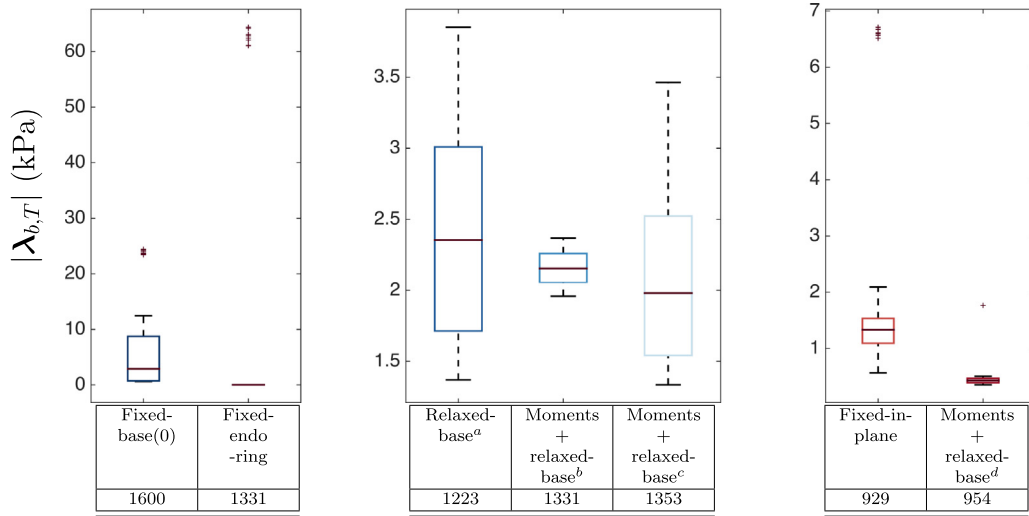 |λb,T| (kPa)
60
50
40
30
20
10
0
Fixed-
base(0)
1600
Fixed-
endo
-ring
1331
3.5
3
2.5
2
1.5
Relaxed-
base^a
1223
Moments
+
relaxed-
base^b
1331
Moments
+
relaxed-
base^c
1353
7
6
5
4
3
2
1
Fixed-in-
plane
929
Moments
+
relaxed-
base^d
954